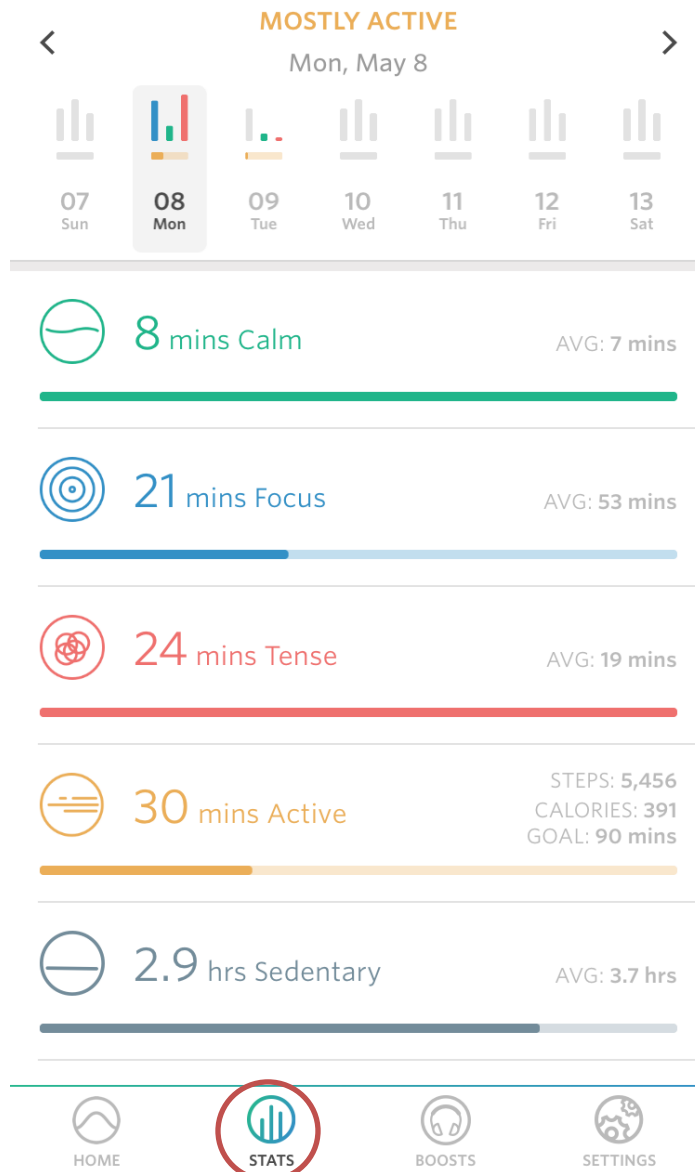 MOSTLY ACTIVE
Mon, May 8
07 08 09 10 11 12 13
Sun Mon Tue Wed Thu Fri Sat
8 mins Calm AVG: 7 mins
21 mins Focus AVG: 53 mins
24 mins Tense AVG: 19 mins
STEPS: 5,456
30 mins Active CALORIES: 391
GOAL: 90 mins
2.9 hrs Sedentary AVG: 3.7 hrs
HOME STATS BOOSTS SETTINGS